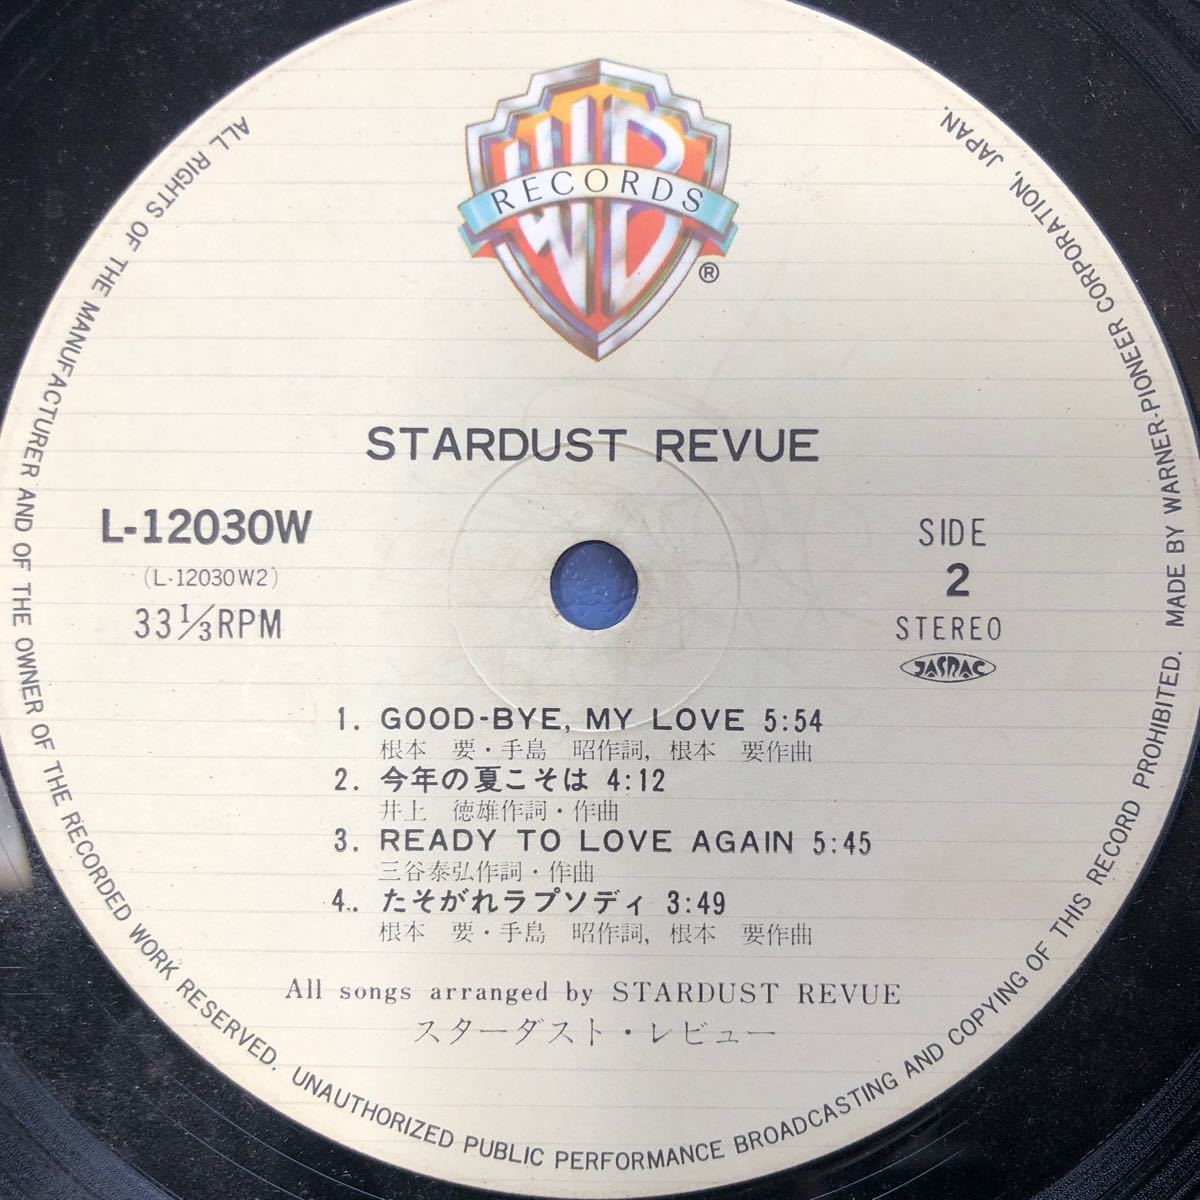 WB
RECORDS
®
STARDUST REVUE
L-12030W
(L-12030W2)
33 1/3 RPM
SIDE
2
STEREO
JASRAC
1. GOOD-BYE, MY LOVE 5:54
根本 要・手島 昭作詞, 根本 要作曲
2. 今年の夏こそは 4:12
井上 徳雄作詞・作曲
3. READY TO LOVE AGAIN 5:45
三谷泰弘作詞・作曲
4. たそがれラプソディ 3:49
根本 要・手島 昭作詞, 根本 要作曲
All songs arranged by STARDUST REVUE
スターダスト・レビュー
ALL RIGHTS OF THE MANUFACTURER AND OF THE OWNER OF THE RECORDED WORK RESERVED. UNAUTHORIZED PUBLIC PERFORMANCE BROADCASTING AND COPYING OF THIS RECORD PROHIBITED. MADE BY WARNER-PIONEER CORPORATION, JAPAN.